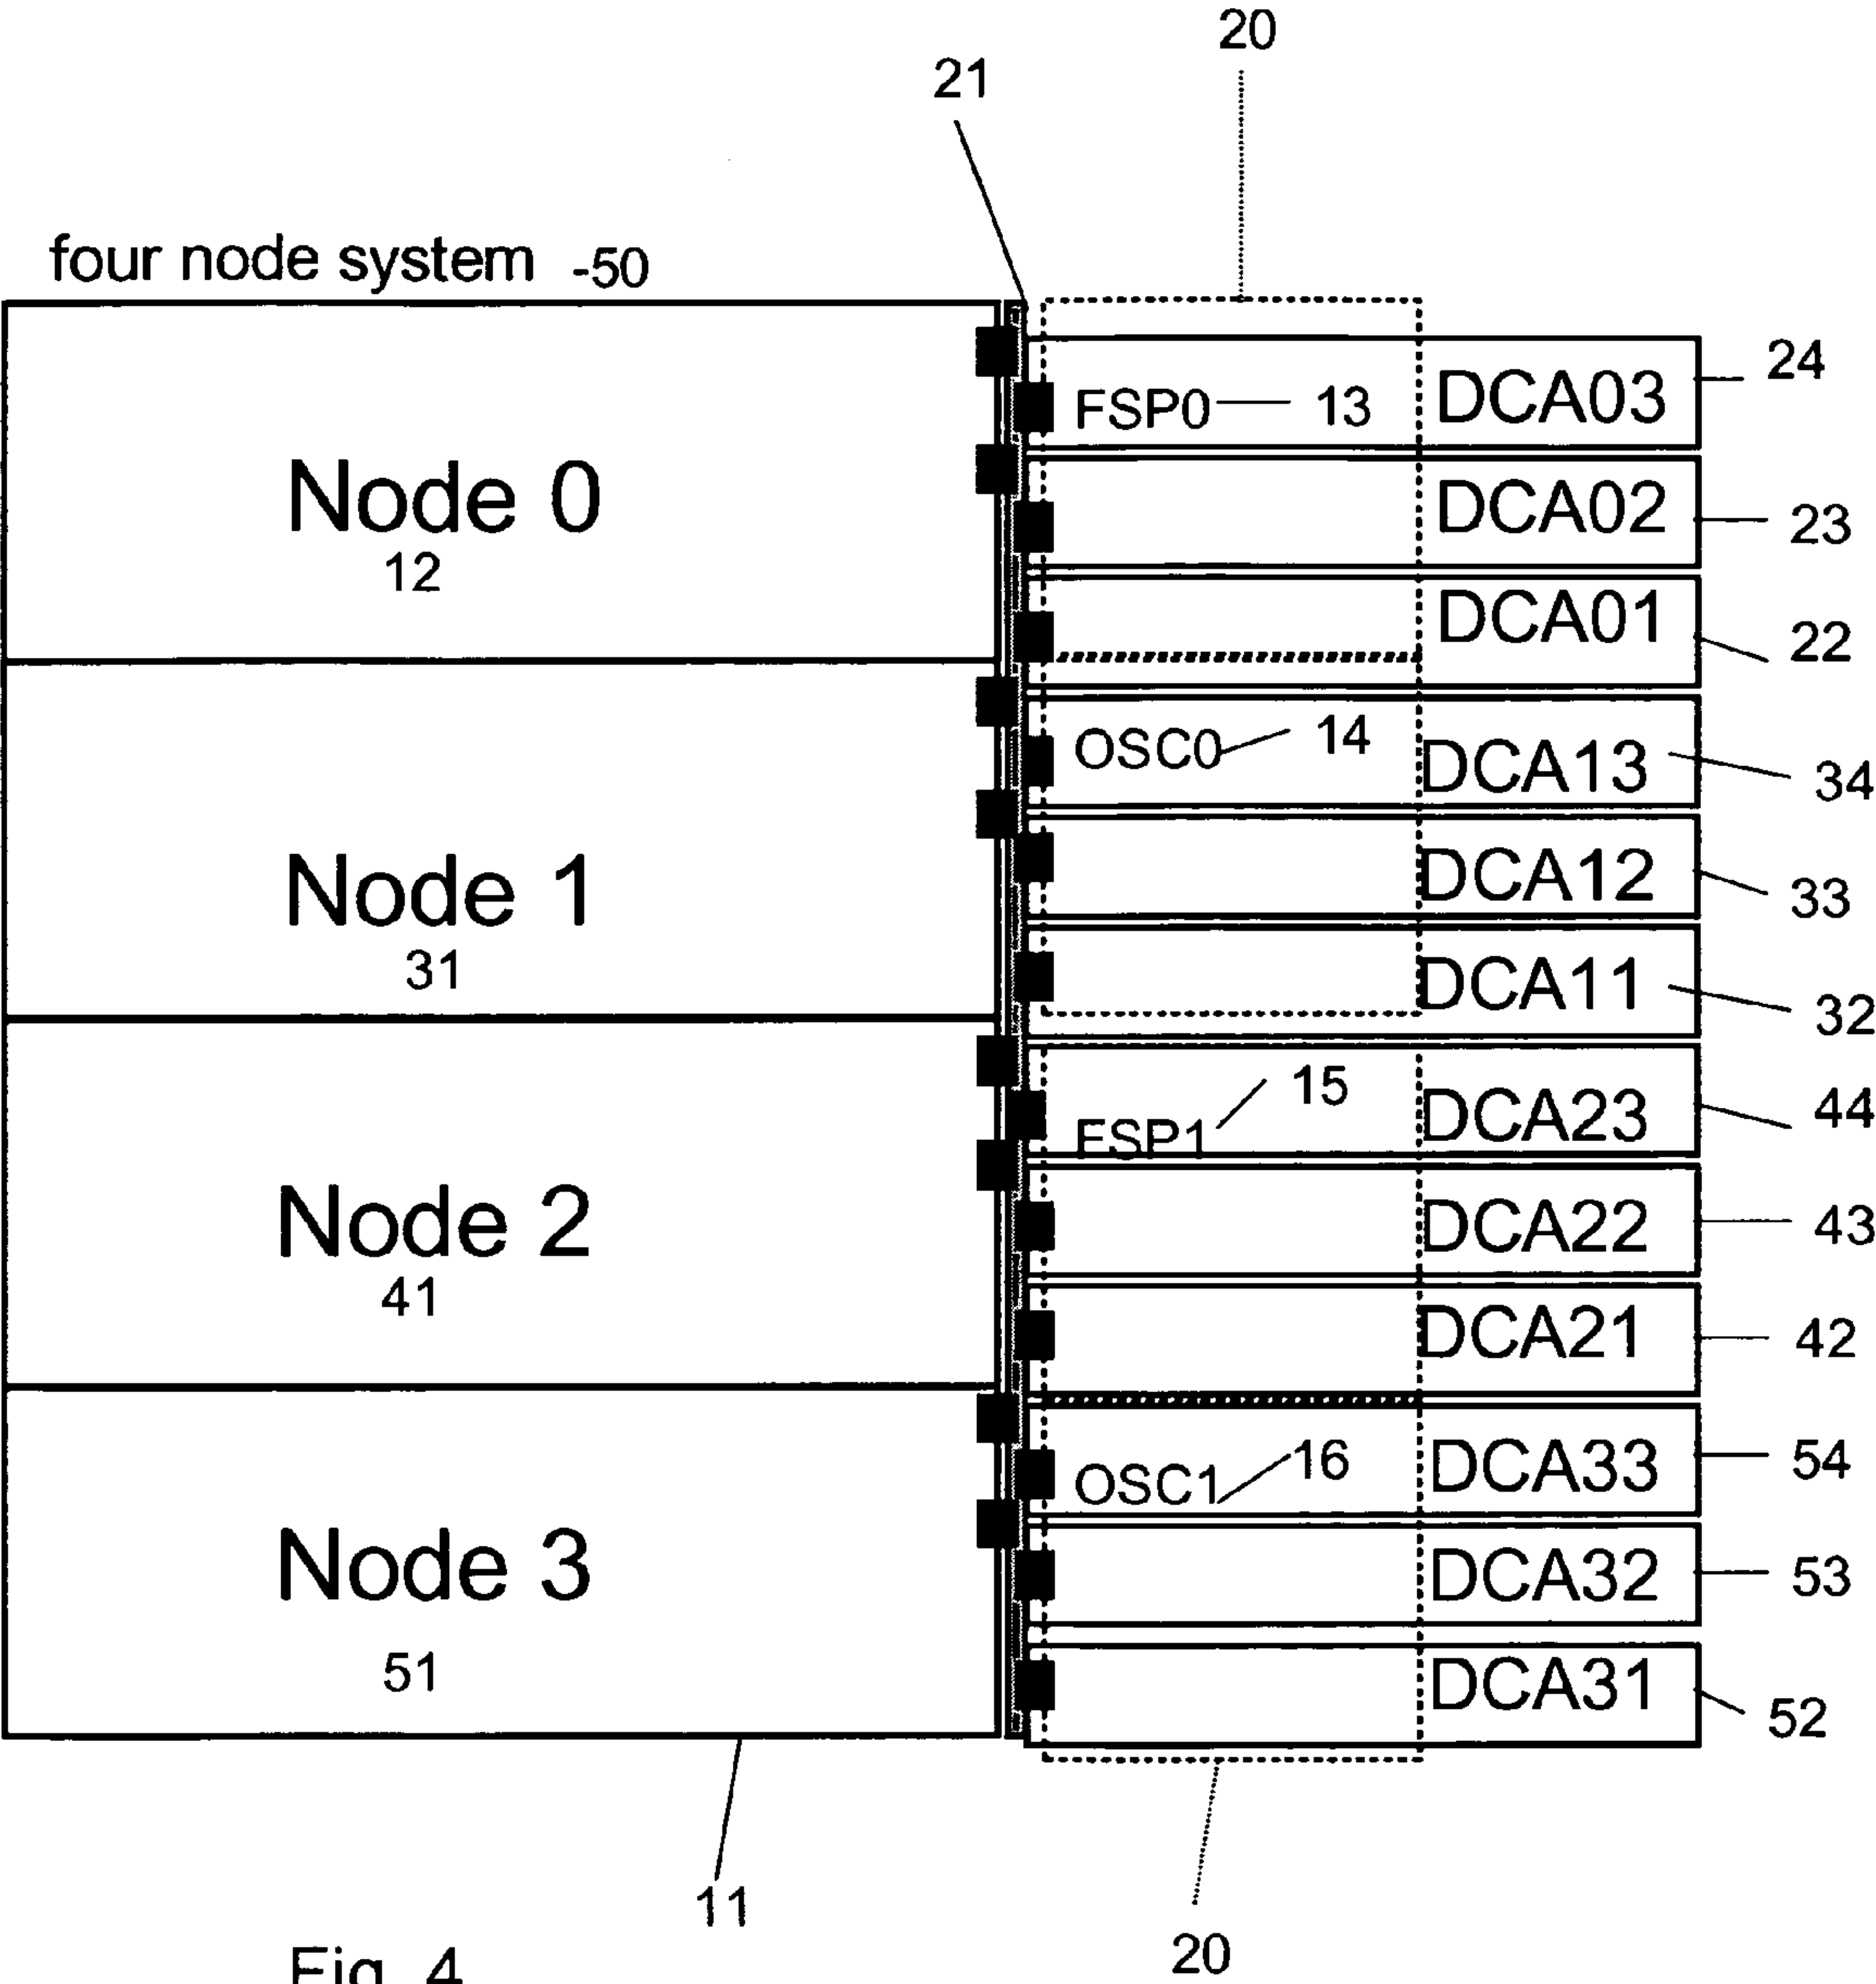 20
21
four node system -50
24
FSP0 13 DCA03
Node 0
12
DCA02
23
DCA01
22
OSC0 14 DCA13
34
Node 1
31
DCA12
33
DCA11
32
FSP1 15 DCA23
44
Node 2
41
DCA22
43
DCA21
42
OSC1 16 DCA33
54
Node 3
51
DCA32
53
DCA31
52
11
20
Fig. 4